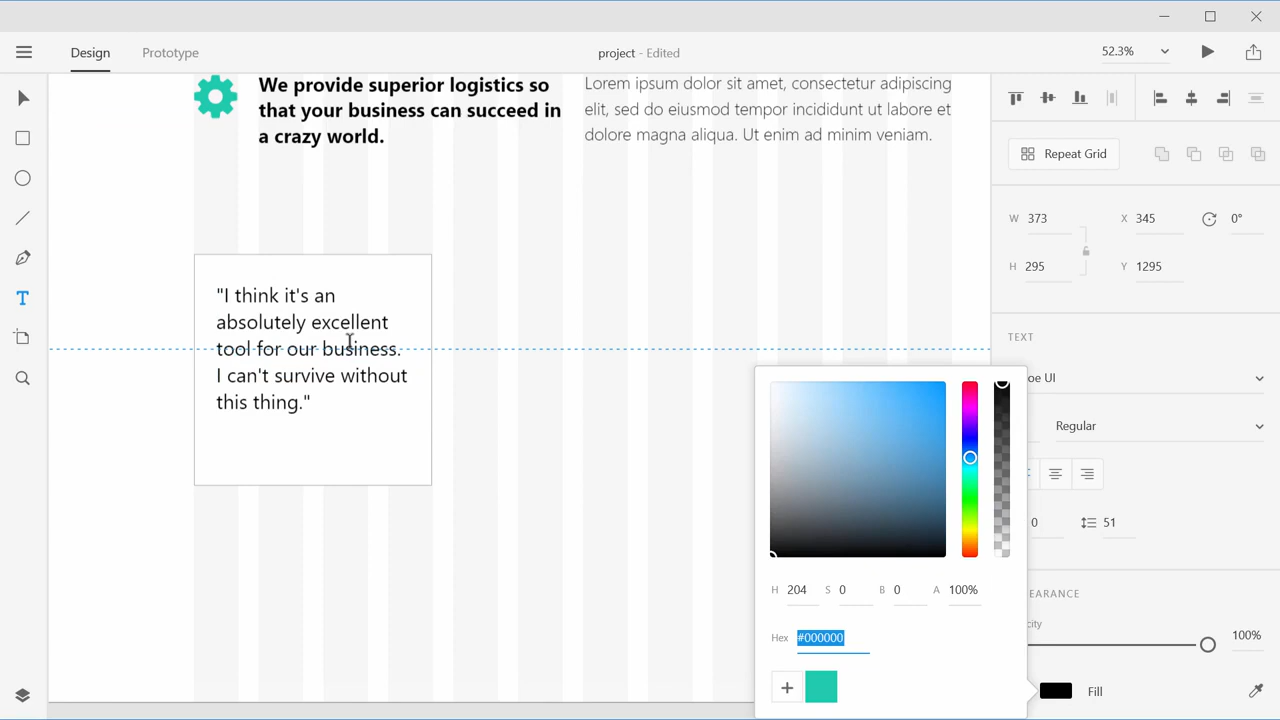 Design
Prototype
project - Edited
52.3%
We provide superior logistics so
that your business can succeed in
a crazy world.
Lorem ipsum dolor sit amet, consectetur adipiscing
elit, sed do eiusmod tempor incididunt ut labore et
dolore magna aliqua. Ut enim ad minim veniam.
Repeat Grid
W 373 X 345 0°
H 295 Y 1295
"I think it's an
absolutely excellent
tool for our business.
I can't survive without
this thing."
TEXT
oe UI
Regular
0 51
H 204 S 0 B 0 A 100%
EARANCE
city
100%
Hex #000000
+
Fill
T